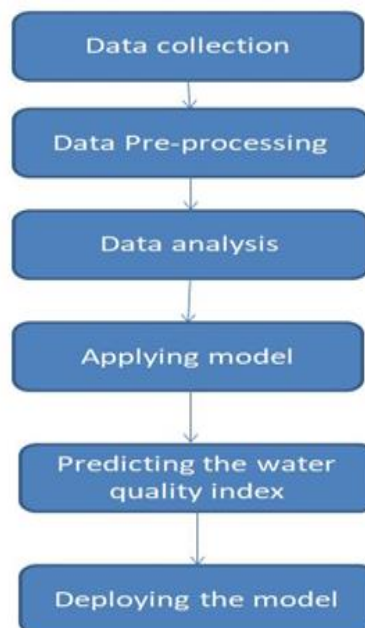 Data collection
Data Pre-processing
Data analysis
Applying model
Predicting the water
quality index
Deploying the model